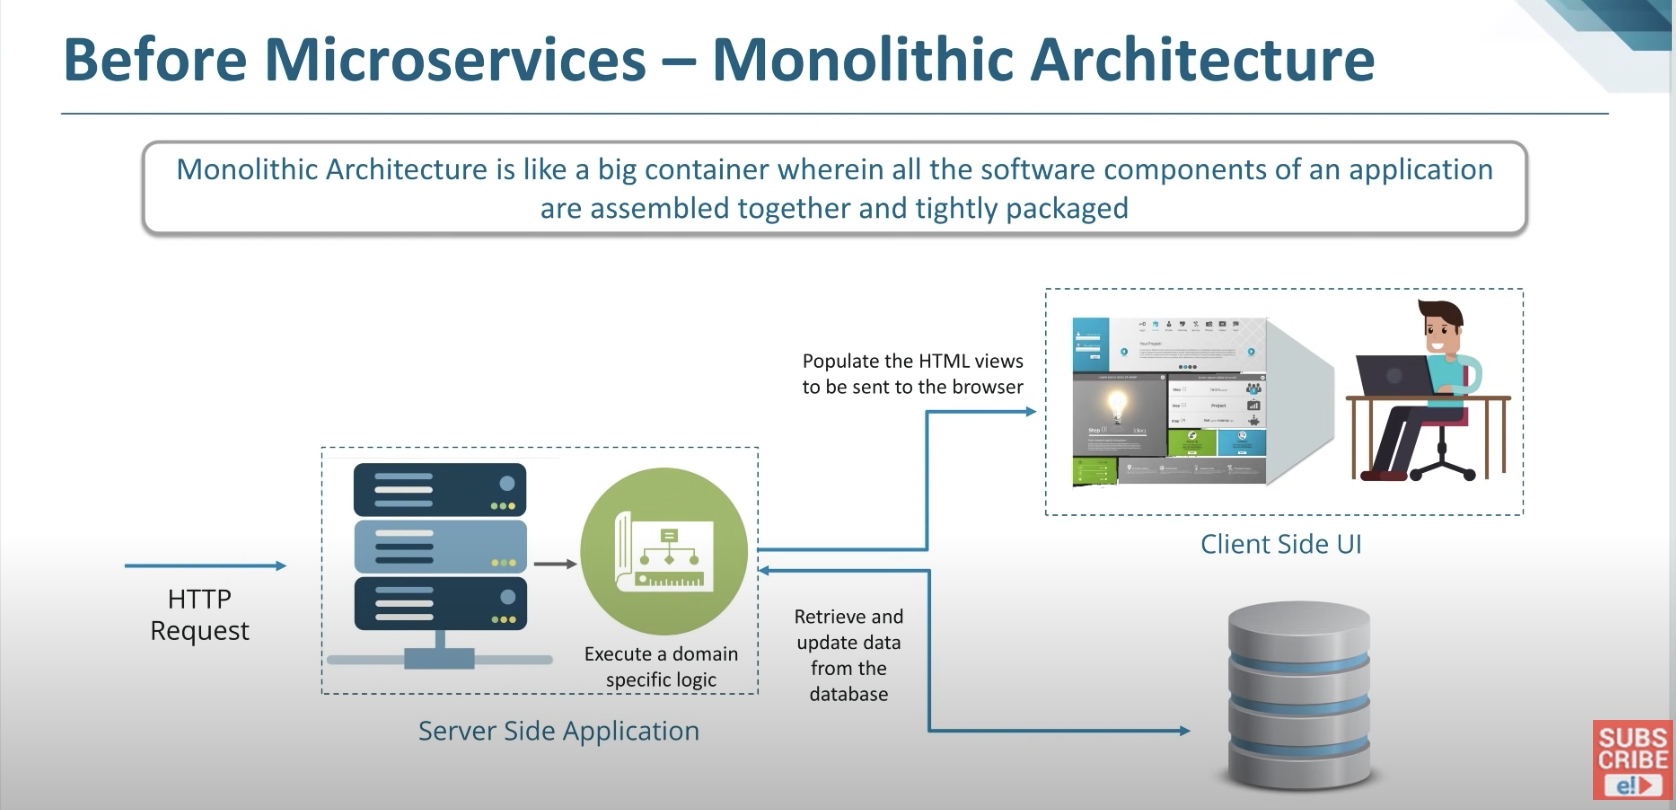 Before Microservices – Monolithic Architecture
Monolithic Architecture is like a big container wherein all the software components of an application
are assembled together and tightly packaged
Populate the HTML views
to be sent to the browser
Client Side UI
HTTP
Request
Execute a domain
specific logic
Server Side Application
Retrieve and
update data
from the
database
SUBS
CRIBE
e!